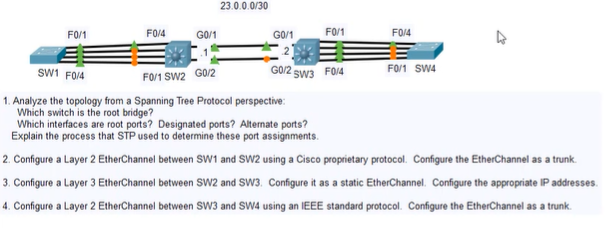 23.0.0.0/30
F0/1 F0/4 G0/1 G0/1 F0/1 F0/4
.1 .2
SW1 F0/4 F0/1 SW2 G0/2 G0/2 SW3 F0/4 F0/1 SW4
1. Analyze the topology from a Spanning Tree Protocol perspective:
Which switch is the root bridge?
Which interfaces are root ports? Designated ports? Alternate ports?
Explain the process that STP used to determine these port assignments.
2. Configure a Layer 2 EtherChannel between SW1 and SW2 using a Cisco proprietary protocol. Configure the EtherChannel as a trunk.
3. Configure a Layer 3 EtherChannel between SW2 and SW3. Configure it as a static EtherChannel. Configure the appropriate IP addresses.
4. Configure a Layer 2 EtherChannel between SW3 and SW4 using an IEEE standard protocol. Configure the EtherChannel as a trunk.